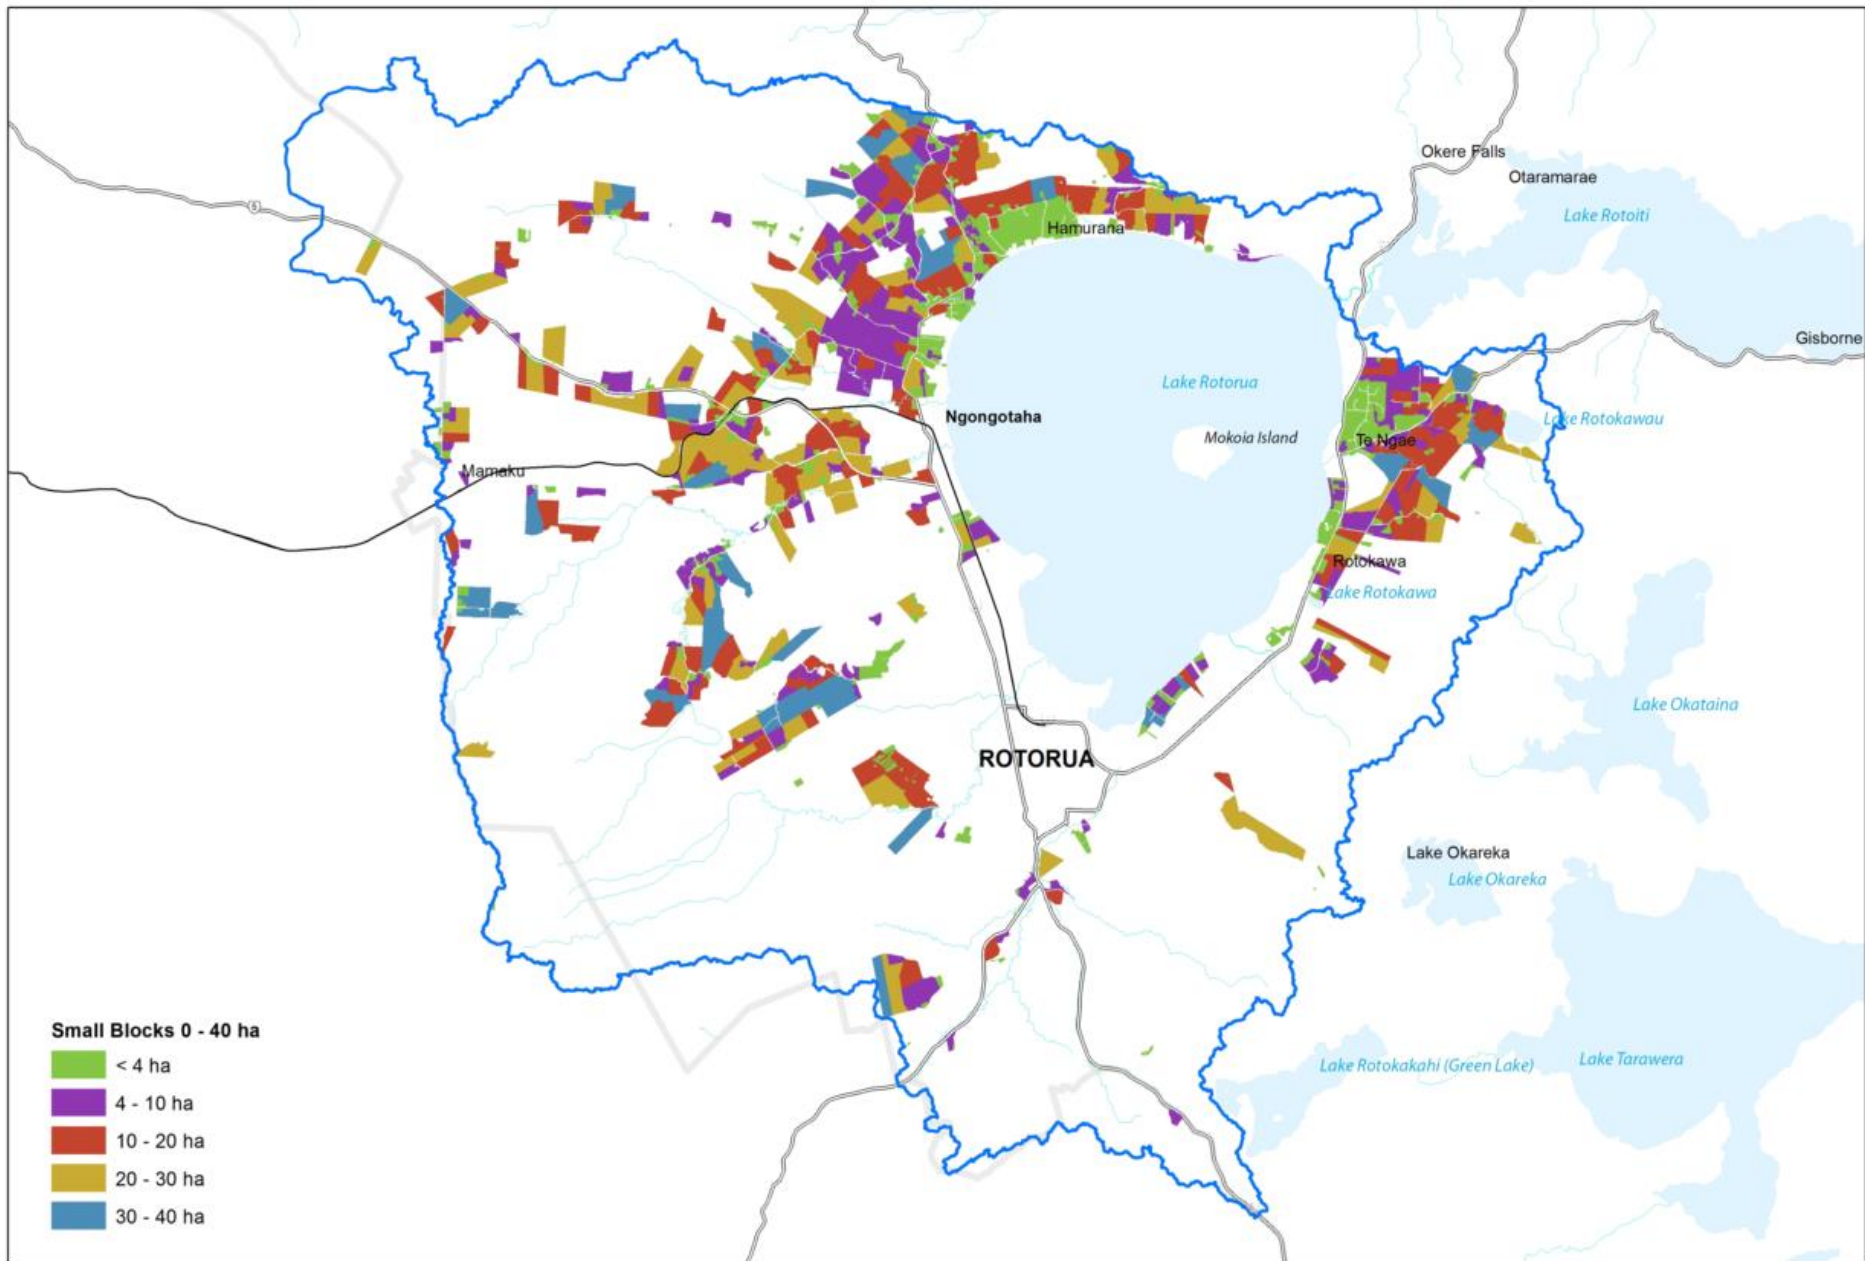 Okere Falls
Otaramarae
Lake Rotoiti
5
Hamurana
Gisborne
Lake Rotorua
Ngongotaha
Mokoia Island
Lake Rotokawau
Te Ngae
Mamaku
Rotokawa
Lake Rotokawa
Lake Okataina
ROTORUA
Lake Okareka
Lake Okareka
Lake Rotokakahi (Green Lake)
Lake Tarawera
Small Blocks 0 - 40 ha
< 4 ha
4 - 10 ha
10 - 20 ha
20 - 30 ha
30 - 40 ha